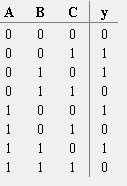 A B C y
0 0 0 0
0 0 1 1
0 1 0 1
0 1 1 0
1 0 0 1
1 0 1 0
1 1 0 1
1 1 1 0